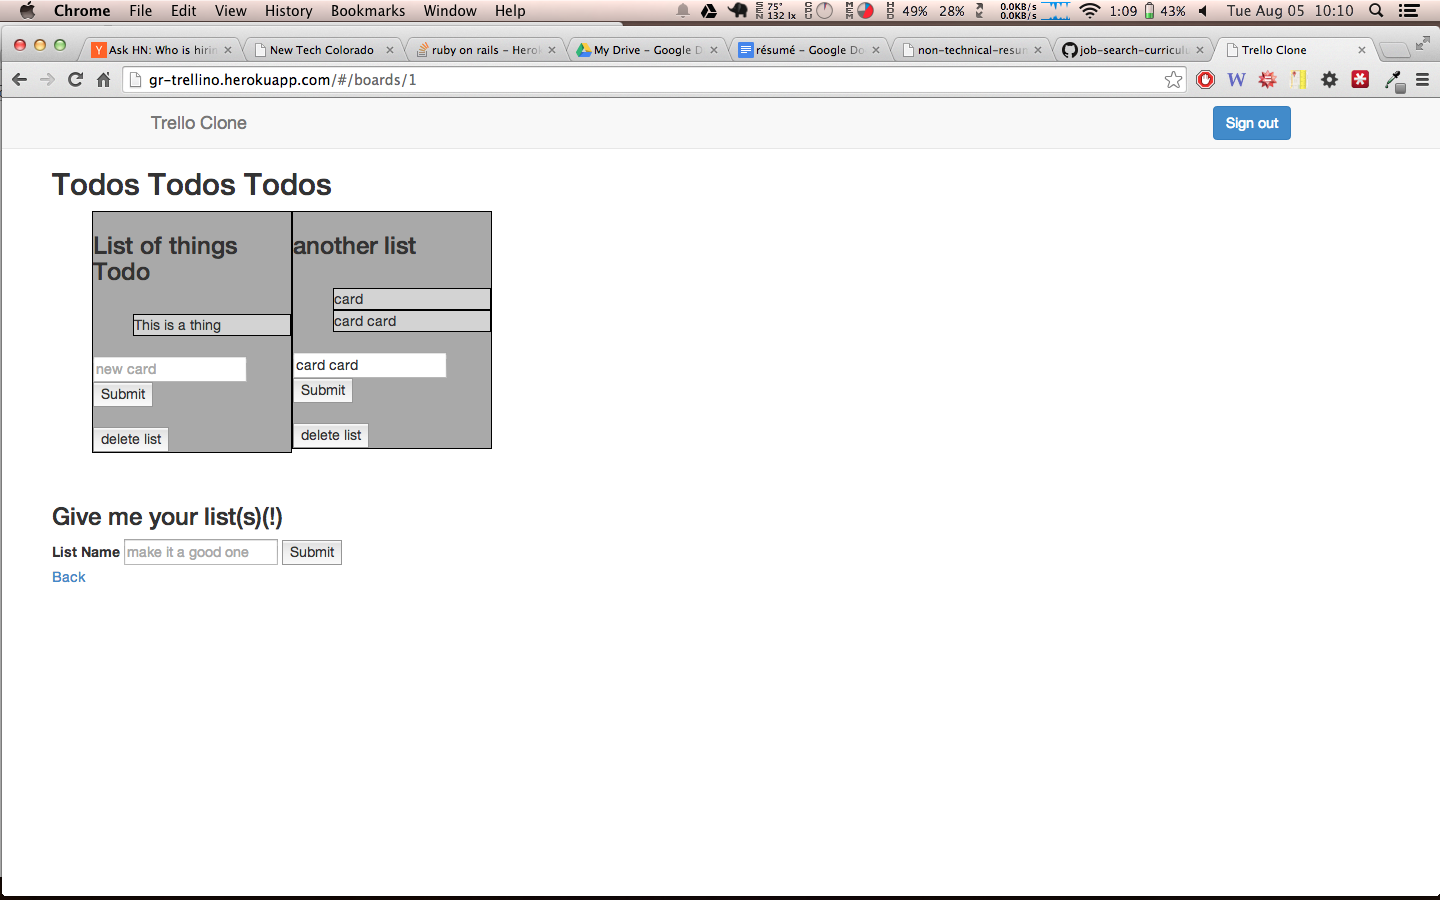 Chrome File Edit View History Bookmarks Window Help 75° 132 lx 49% 28% 0.0KB/s 0.0KB/s 1:09 43% Tue Aug 05 10:10
Ask HN: Who is hirin New Tech Colorado ruby on rails – Herok My Drive – Google D résumé – Google Do non-technical-resum job-search-curricul Trello Clone
gr-trellino.herokuapp.com/#/boards/1
Trello Clone Sign out
Todos Todos Todos
List of things
Todo
This is a thing
new card
Submit
delete list
another list
card
card card
card card
Submit
delete list
Give me your list(s)(!)
List Name make it a good one Submit
Back